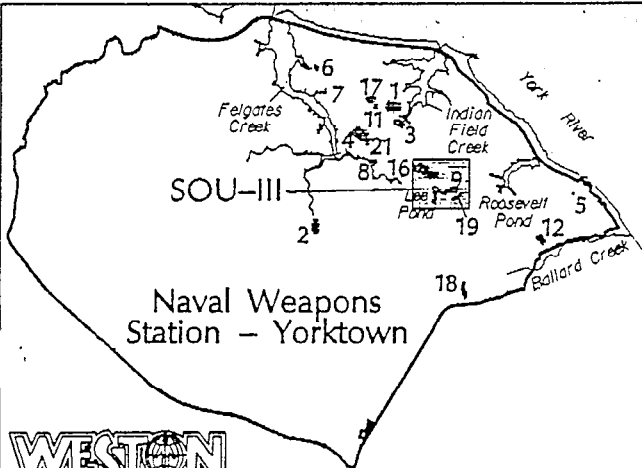 6
7
17
1
11
3
Felgates
Creek
Indian
Field
Creek
York River
4
21
8
16
9
SOU-III
Lee
Pond
19
Roosevelt
Pond
5
2
12
Ballard Creek
18
Naval Weapons
Station - Yorktown
WESTON